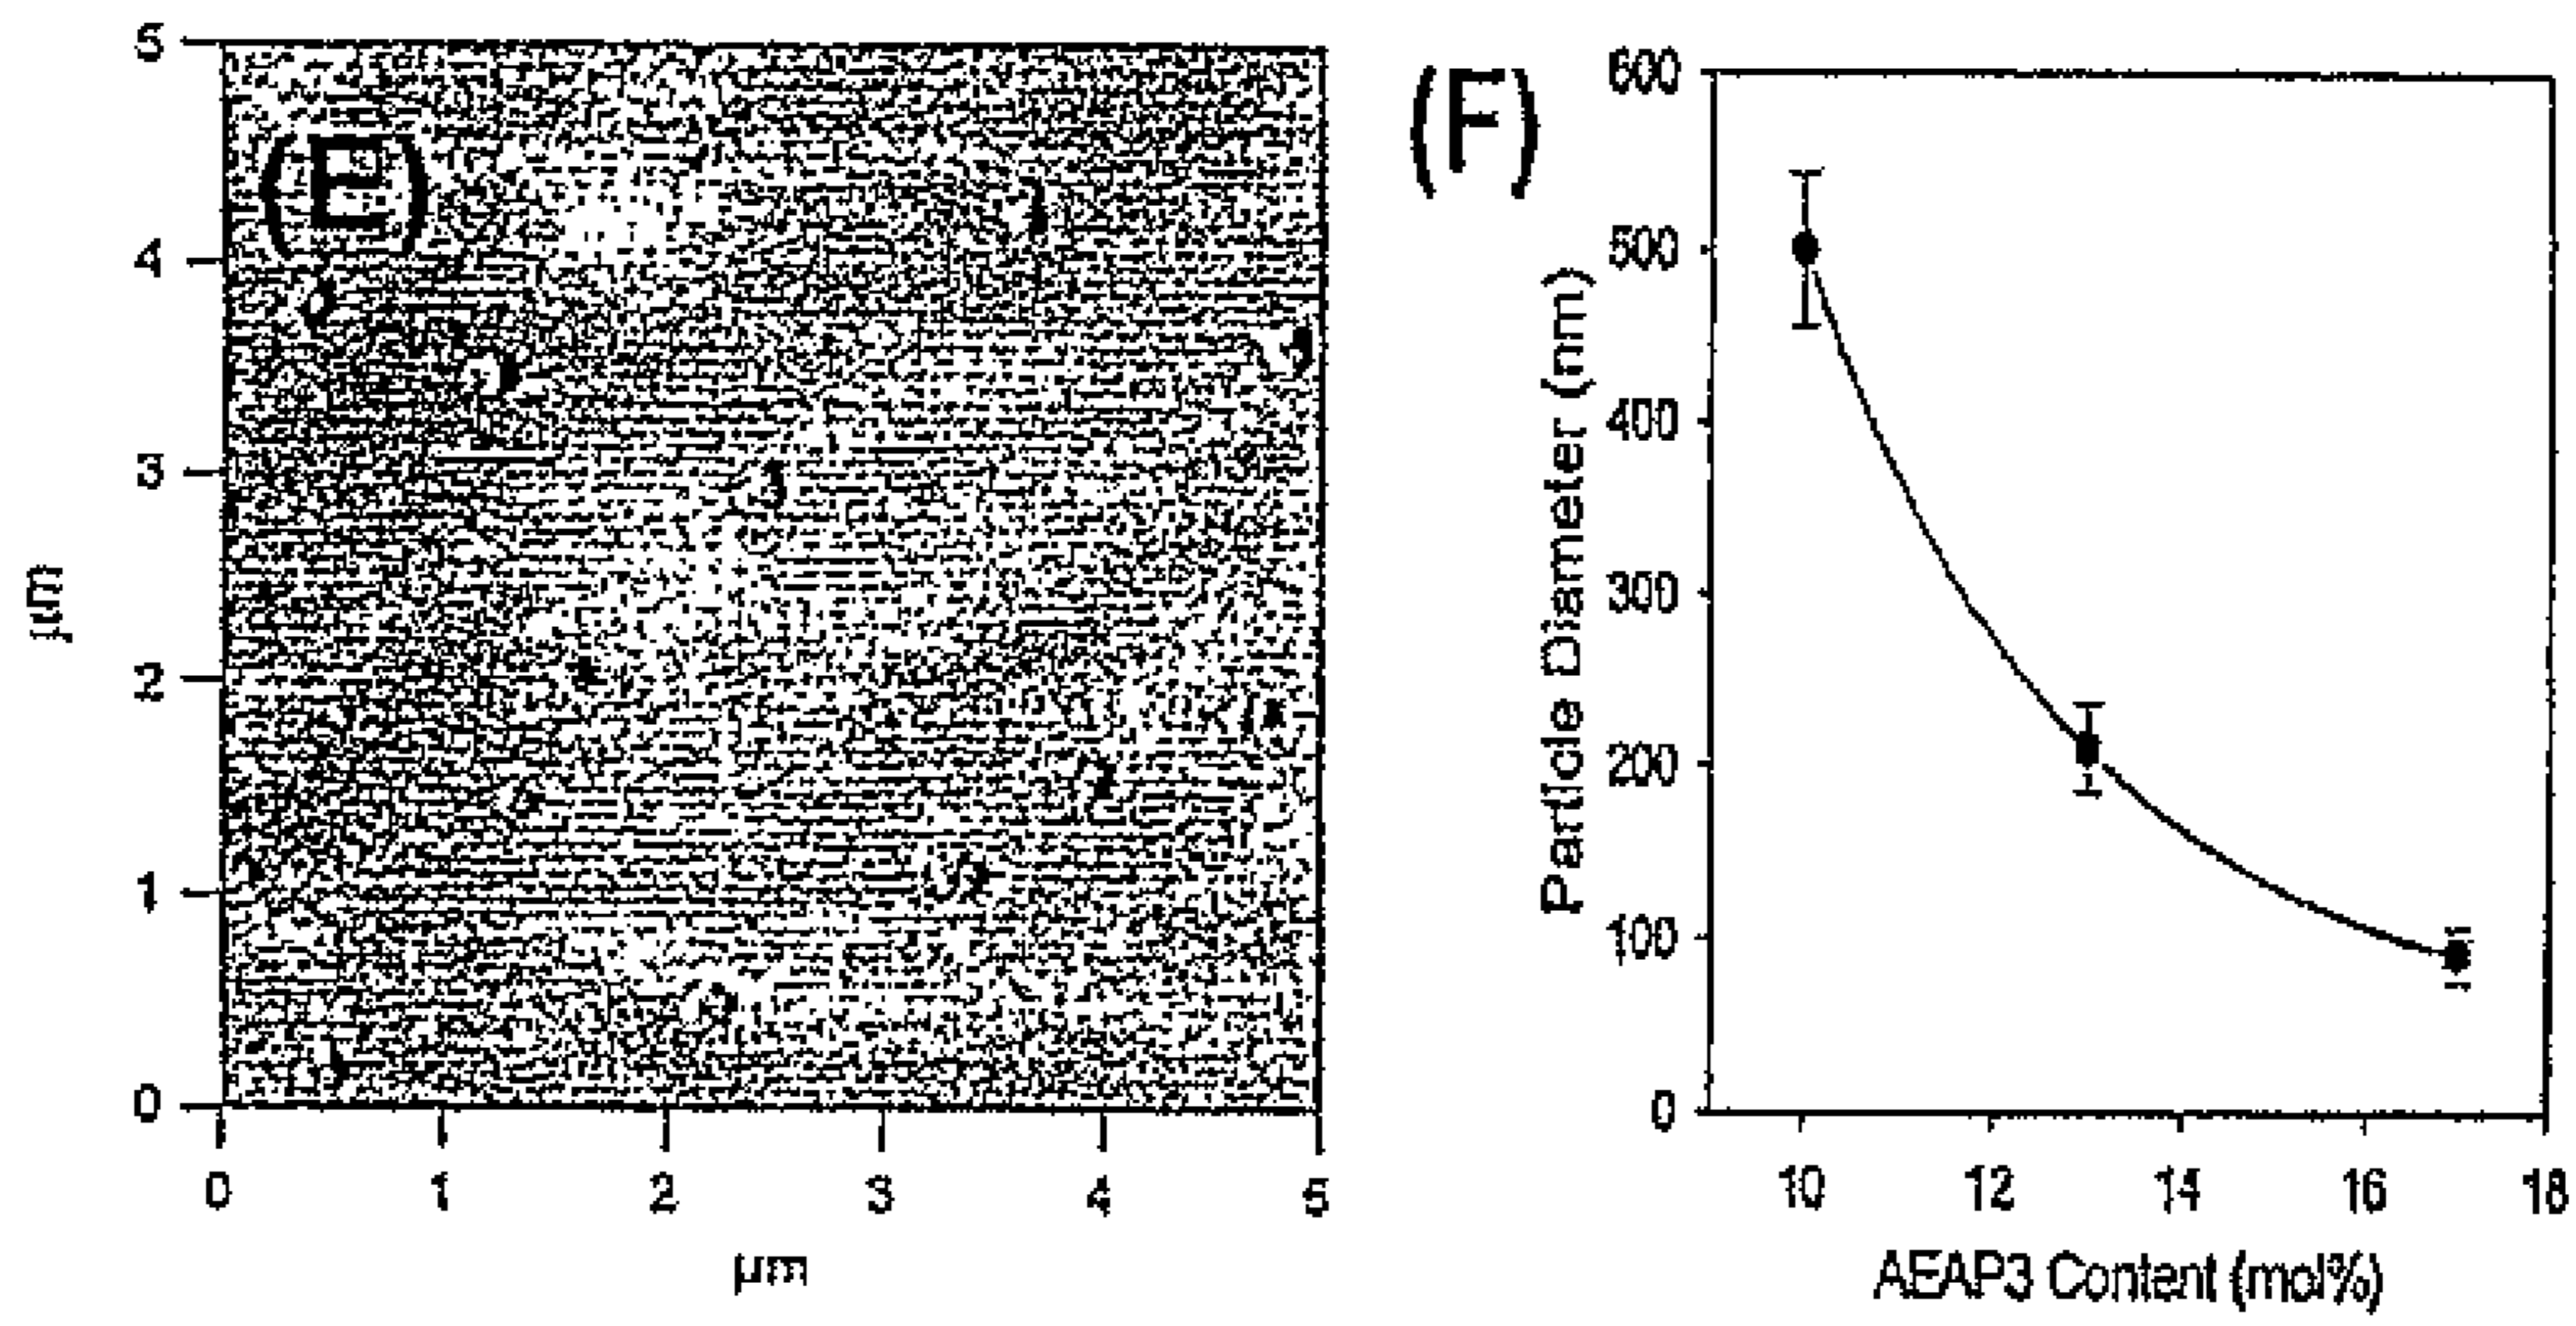 (E)
5
4
3
2
1
0
µm
0 1 2 3 4 5
µm
(F)
600
500
400
300
200
100
0
Particle Diameter (nm)
10 12 14 16 18
AEAP3 Content (mol%)